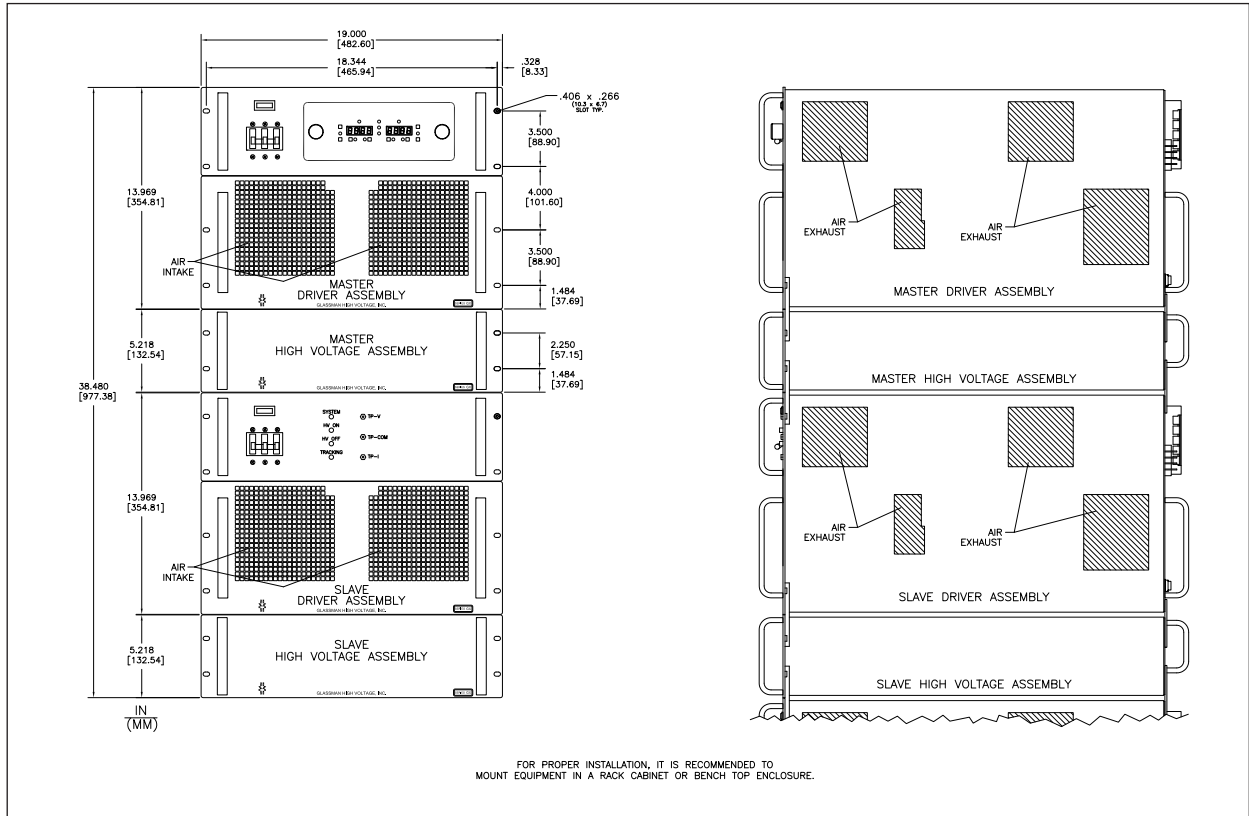 19.000
[482.60]
18.344
[465.94]
.328
[8.33]
.406 x .266
(10.3 x 6.7)
SLOT TYP.
3.500
[88.90]
13.969
[354.81]
4.000
[101.60]
3.500
[88.90]
AIR
INTAKE
MASTER
DRIVER ASSEMBLY
GLASSMAN HIGH VOLTAGE, INC.
1.484
[37.69]
5.218
[132.54]
MASTER
HIGH VOLTAGE ASSEMBLY
GLASSMAN HIGH VOLTAGE, INC.
2.250
[57.15]
1.484
[37.69]
38.480
[977.38]
SYSTEM
HV ON
HV OFF
TRACKING
TP-V
TP-COM
TP-I
13.969
[354.81]
AIR
INTAKE
SLAVE
DRIVER ASSEMBLY
GLASSMAN HIGH VOLTAGE, INC.
5.218
[132.54]
SLAVE
HIGH VOLTAGE ASSEMBLY
GLASSMAN HIGH VOLTAGE, INC.
IN
(MM)
AIR
EXHAUST
AIR
EXHAUST
MASTER DRIVER ASSEMBLY
MASTER HIGH VOLTAGE ASSEMBLY
AIR
EXHAUST
AIR
EXHAUST
SLAVE DRIVER ASSEMBLY
SLAVE HIGH VOLTAGE ASSEMBLY
FOR PROPER INSTALLATION, IT IS RECOMMENDED TO
MOUNT EQUIPMENT IN A RACK CABINET OR BENCH TOP ENCLOSURE.